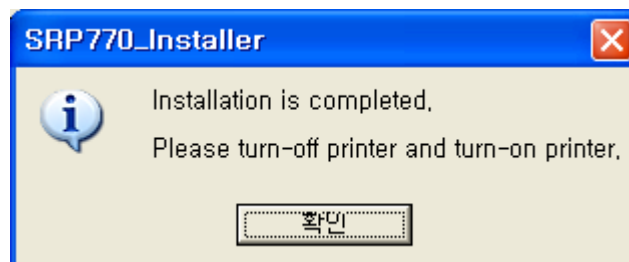 SRP770_Installer
Installation is completed,
Please turn-off printer and turn-on printer,
확인